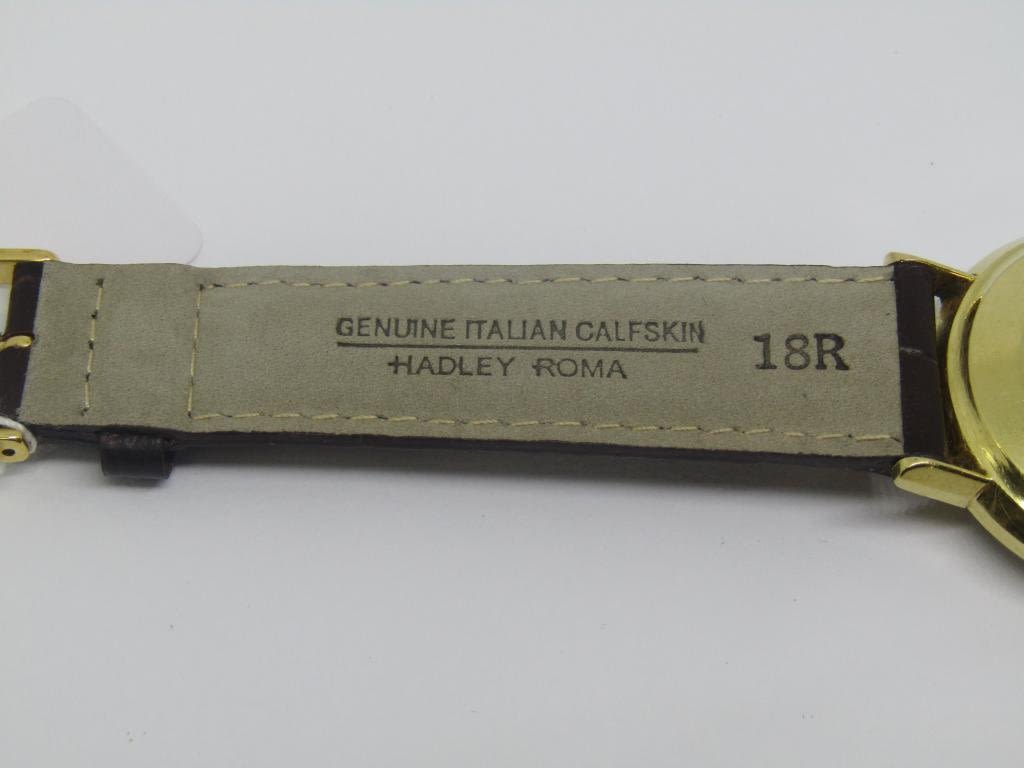 GENUINE ITALIAN CALFSKIN
HADLEY ROMA
18R